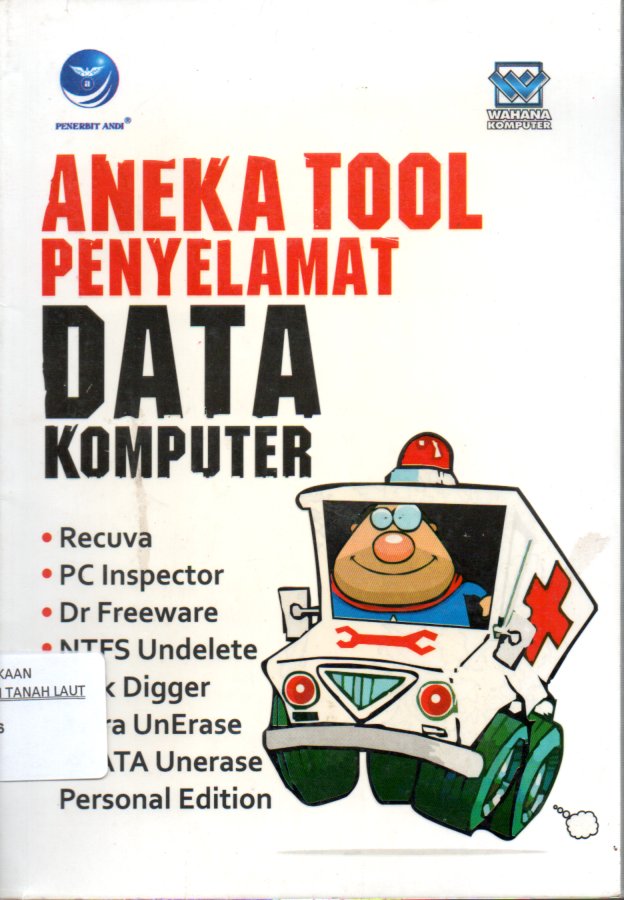 PENERBIT ANDI®
WAHANA
KOMPUTER
ANEKA TOOL
PENYELAMAT
DATA
KOMPUTER
• Recuva
• PC Inspector
• Dr Freeware
• NTFS Undelete
Digger
UnErase
Unerase
Personal Edition
KAAN
TANAH LAUT